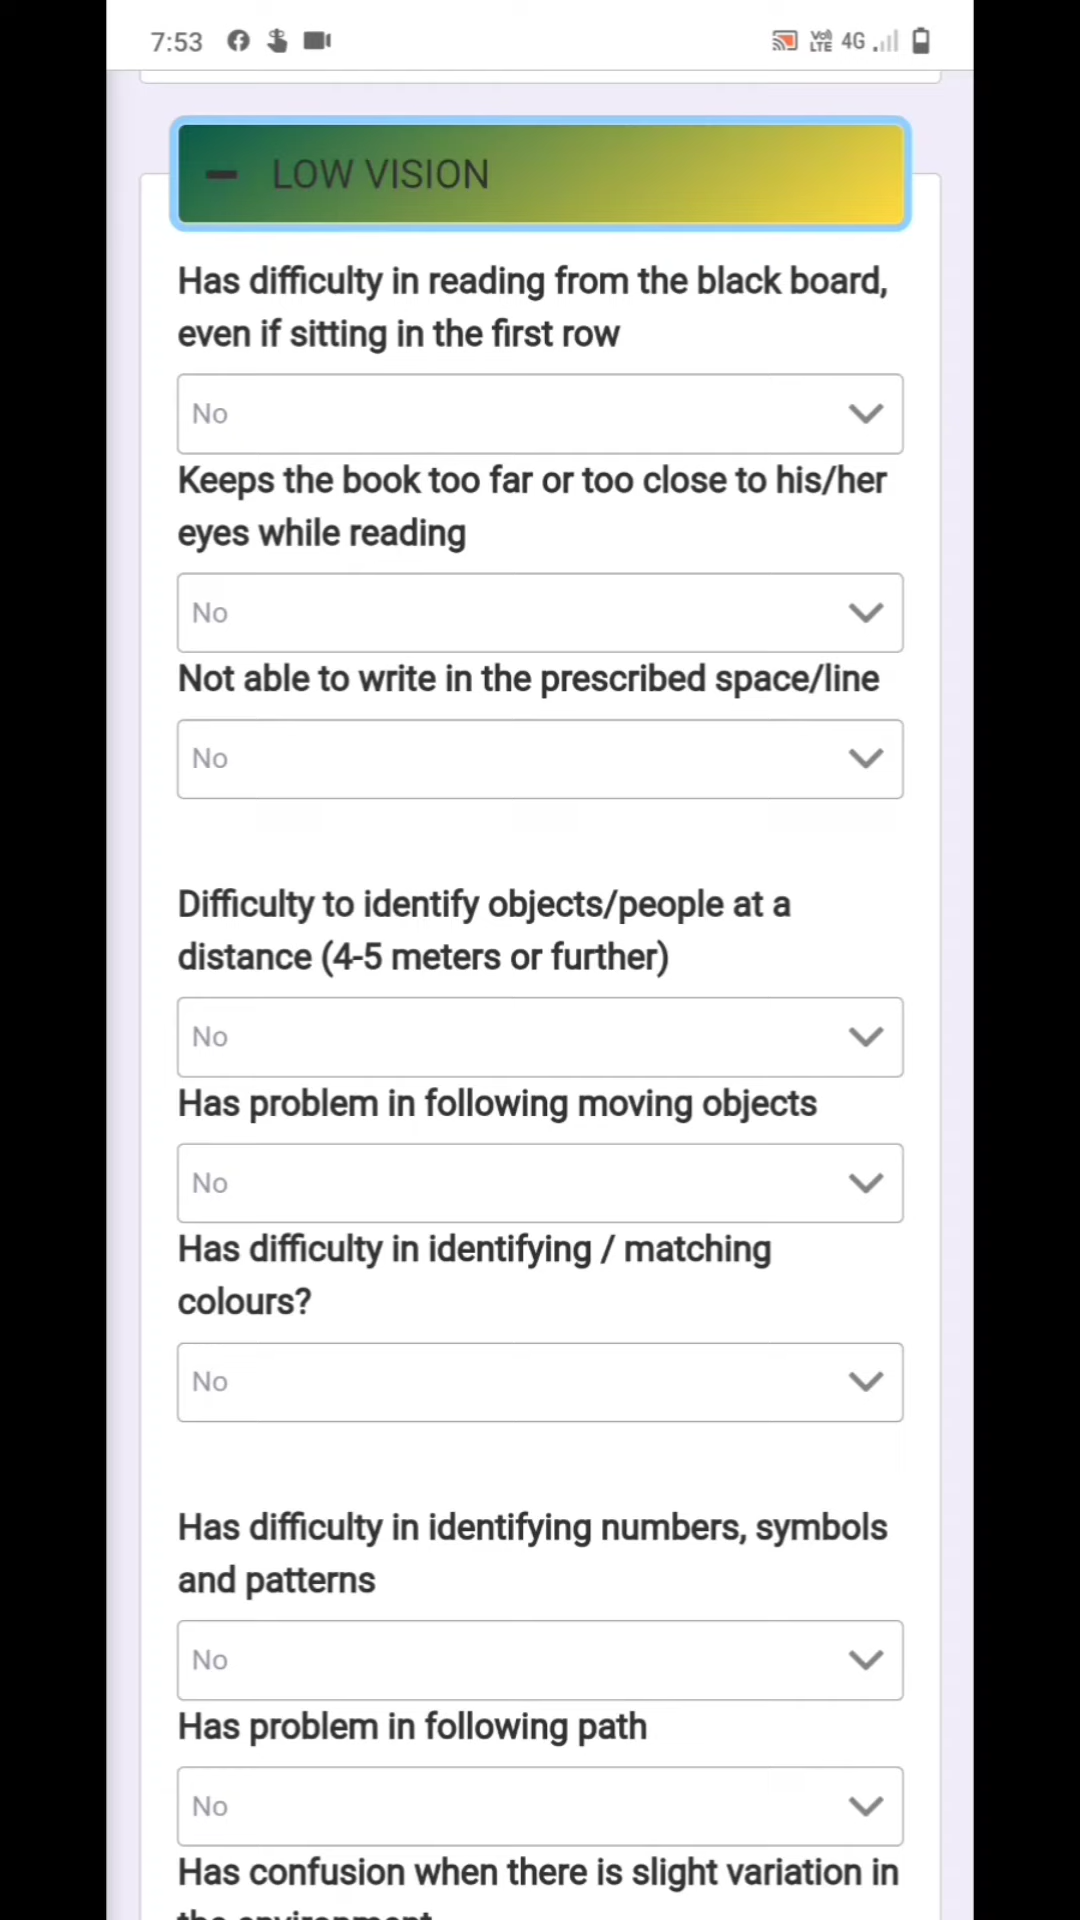 7:53
Vo) LTE 4G
LOW VISION
Has difficulty in reading from the black board,
even if sitting in the first row
No
Keeps the book too far or too close to his/her
eyes while reading
No
Not able to write in the prescribed space/line
No
Difficulty to identify objects/people at a
distance (4-5 meters or further)
No
Has problem in following moving objects
No
Has difficulty in identifying / matching
colours?
No
Has difficulty in identifying numbers, symbols
and patterns
No
Has problem in following path
No
Has confusion when there is slight variation in
the environment